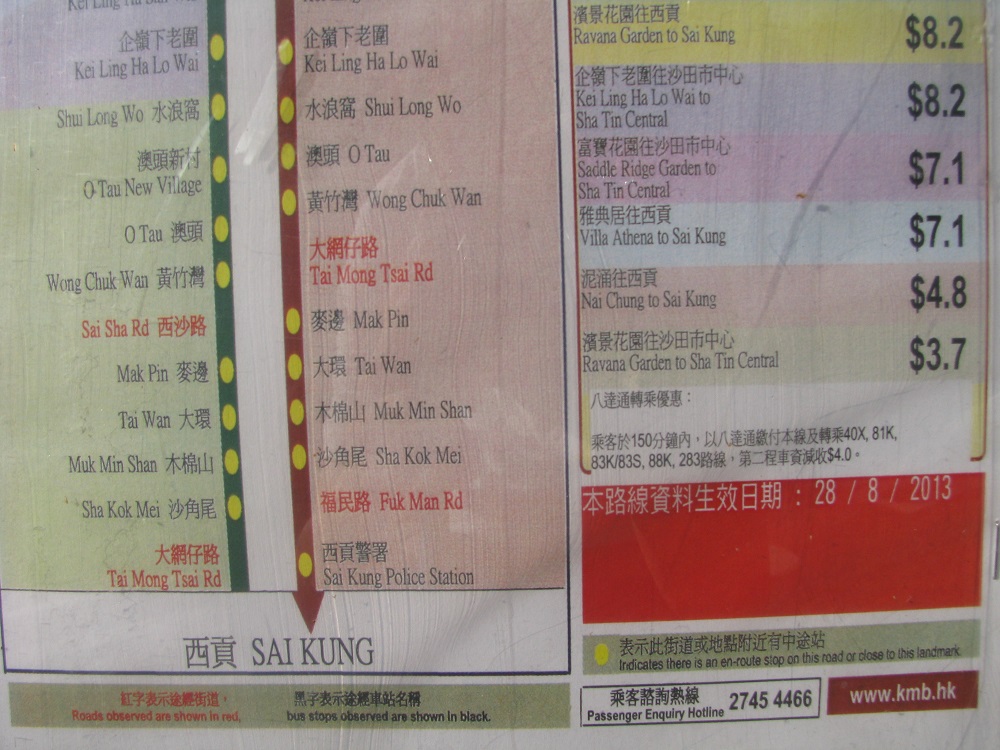 企嶺下老圍
Kei Ling Ha Lo Wai
Shui Long Wo 水浪窩
澳頭新村
O Tau New Village
O Tau 澳頭
Wong Chuk Wan 黃竹灣
Sai Sha Rd 西沙路
Mak Pin 麥邊
Tai Wan 大環
Muk Min Shan 木棉山
Sha Kok Mei 沙角尾
大網仔路
Tai Mong Tsai Rd
企嶺下老圍
Kei Ling Ha Lo Wai
水浪窩 Shui Long Wo
澳頭 O Tau
黃竹灣 Wong Chuk Wan
大網仔路
Tai Mong Tsai Rd
麥邊 Mak Pin
大環 Tai Wan
木棉山 Muk Min Shan
沙角尾 Sha Kok Mei
福民路 Fuk Man Rd
西貢警署
Sai Kung Police Station
西貢 SAI KUNG
紅字表示途經街道，
Roads observed are shown in red,
黑字表示途經車站名稱
bus stops observed are shown in black.
濱景花園往西貢
Ravana Garden to Sai Kung
$8.2
企嶺下老圍往沙田市中心
Kei Ling Ha Lo Wai to
Sha Tin Central
$8.2
富寶花園往沙田市中心
Saddle Ridge Garden to
Sha Tin Central
$7.1
雅典居往西貢
Villa Athena to Sai Kung
$7.1
泥涌往西貢
Nai Chung to Sai Kung
$4.8
濱景花園往沙田市中心
Ravana Garden to Sha Tin Central
$3.7
八達通轉乘優惠：
乘客於150分鐘內，以八達通繳付本線及轉乘40X, 81K,
83K/83S, 88K, 283路線，第二程車資減收$4.0。
本路線資料生效日期 : 28 / 8 / 2013
表示此街道或地點附近有中途站
Indicates there is an en-route stop on this road or close to this landmark
乘客諮詢熱線
Passenger Enquiry Hotline
2745 4466
www.kmb.hk